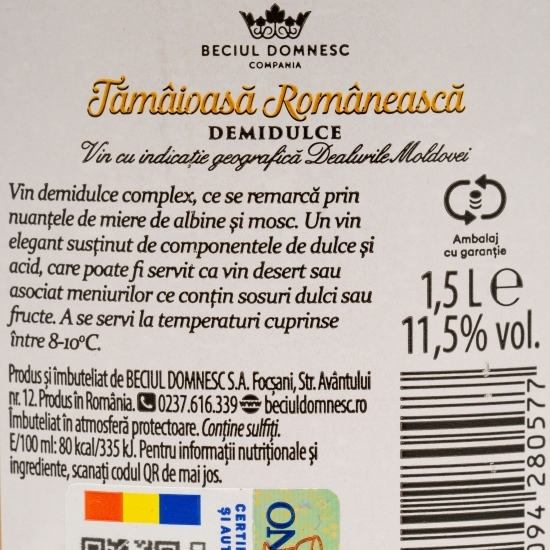 BECIUL DOMNESC
COMPANIA
Tămâioasă Românească
DEMIDULCE
Vin cu indicație geografică Dealurile Moldovei
Vin demidulce complex, ce se remarcă prin
nuanțele de miere de albine și mosc. Un vin
elegant susținut de componentele de dulce și
acid, care poate fi servit ca vin desert sau
asociat meniurilor ce conțin sosuri dulci sau
fructe. A se servi la temperaturi cuprinse
între 8-10°C.
Ambalaj
cu garanție
1,5 L e
11,5% vol.
Produs și îmbuteliat de BECIUL DOMNESC S.A. Focșani, Str. Avântului
nr. 12. Produs în România. 0237.616.339 beciuldomnesc.ro
Îmbuteliat în atmosferă protectoare. Conține sulfiți.
E/100 ml: 80 kcal/335 kJ. Pentru informații nutriționale și
ingrediente, scanați codul QR de mai jos.
094 280577